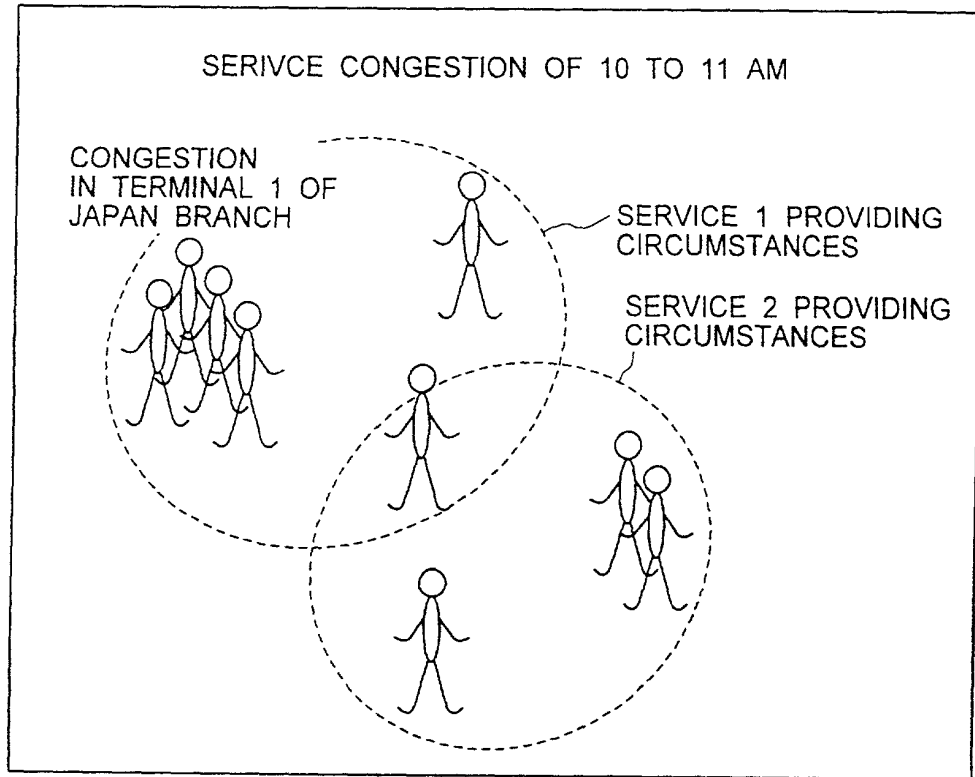 SERIVCE CONGESTION OF 10 TO 11 AM
CONGESTION
IN TERMINAL 1 OF
JAPAN BRANCH
SERVICE 1 PROVIDING
CIRCUMSTANCES
SERVICE 2 PROVIDING
CIRCUMSTANCES